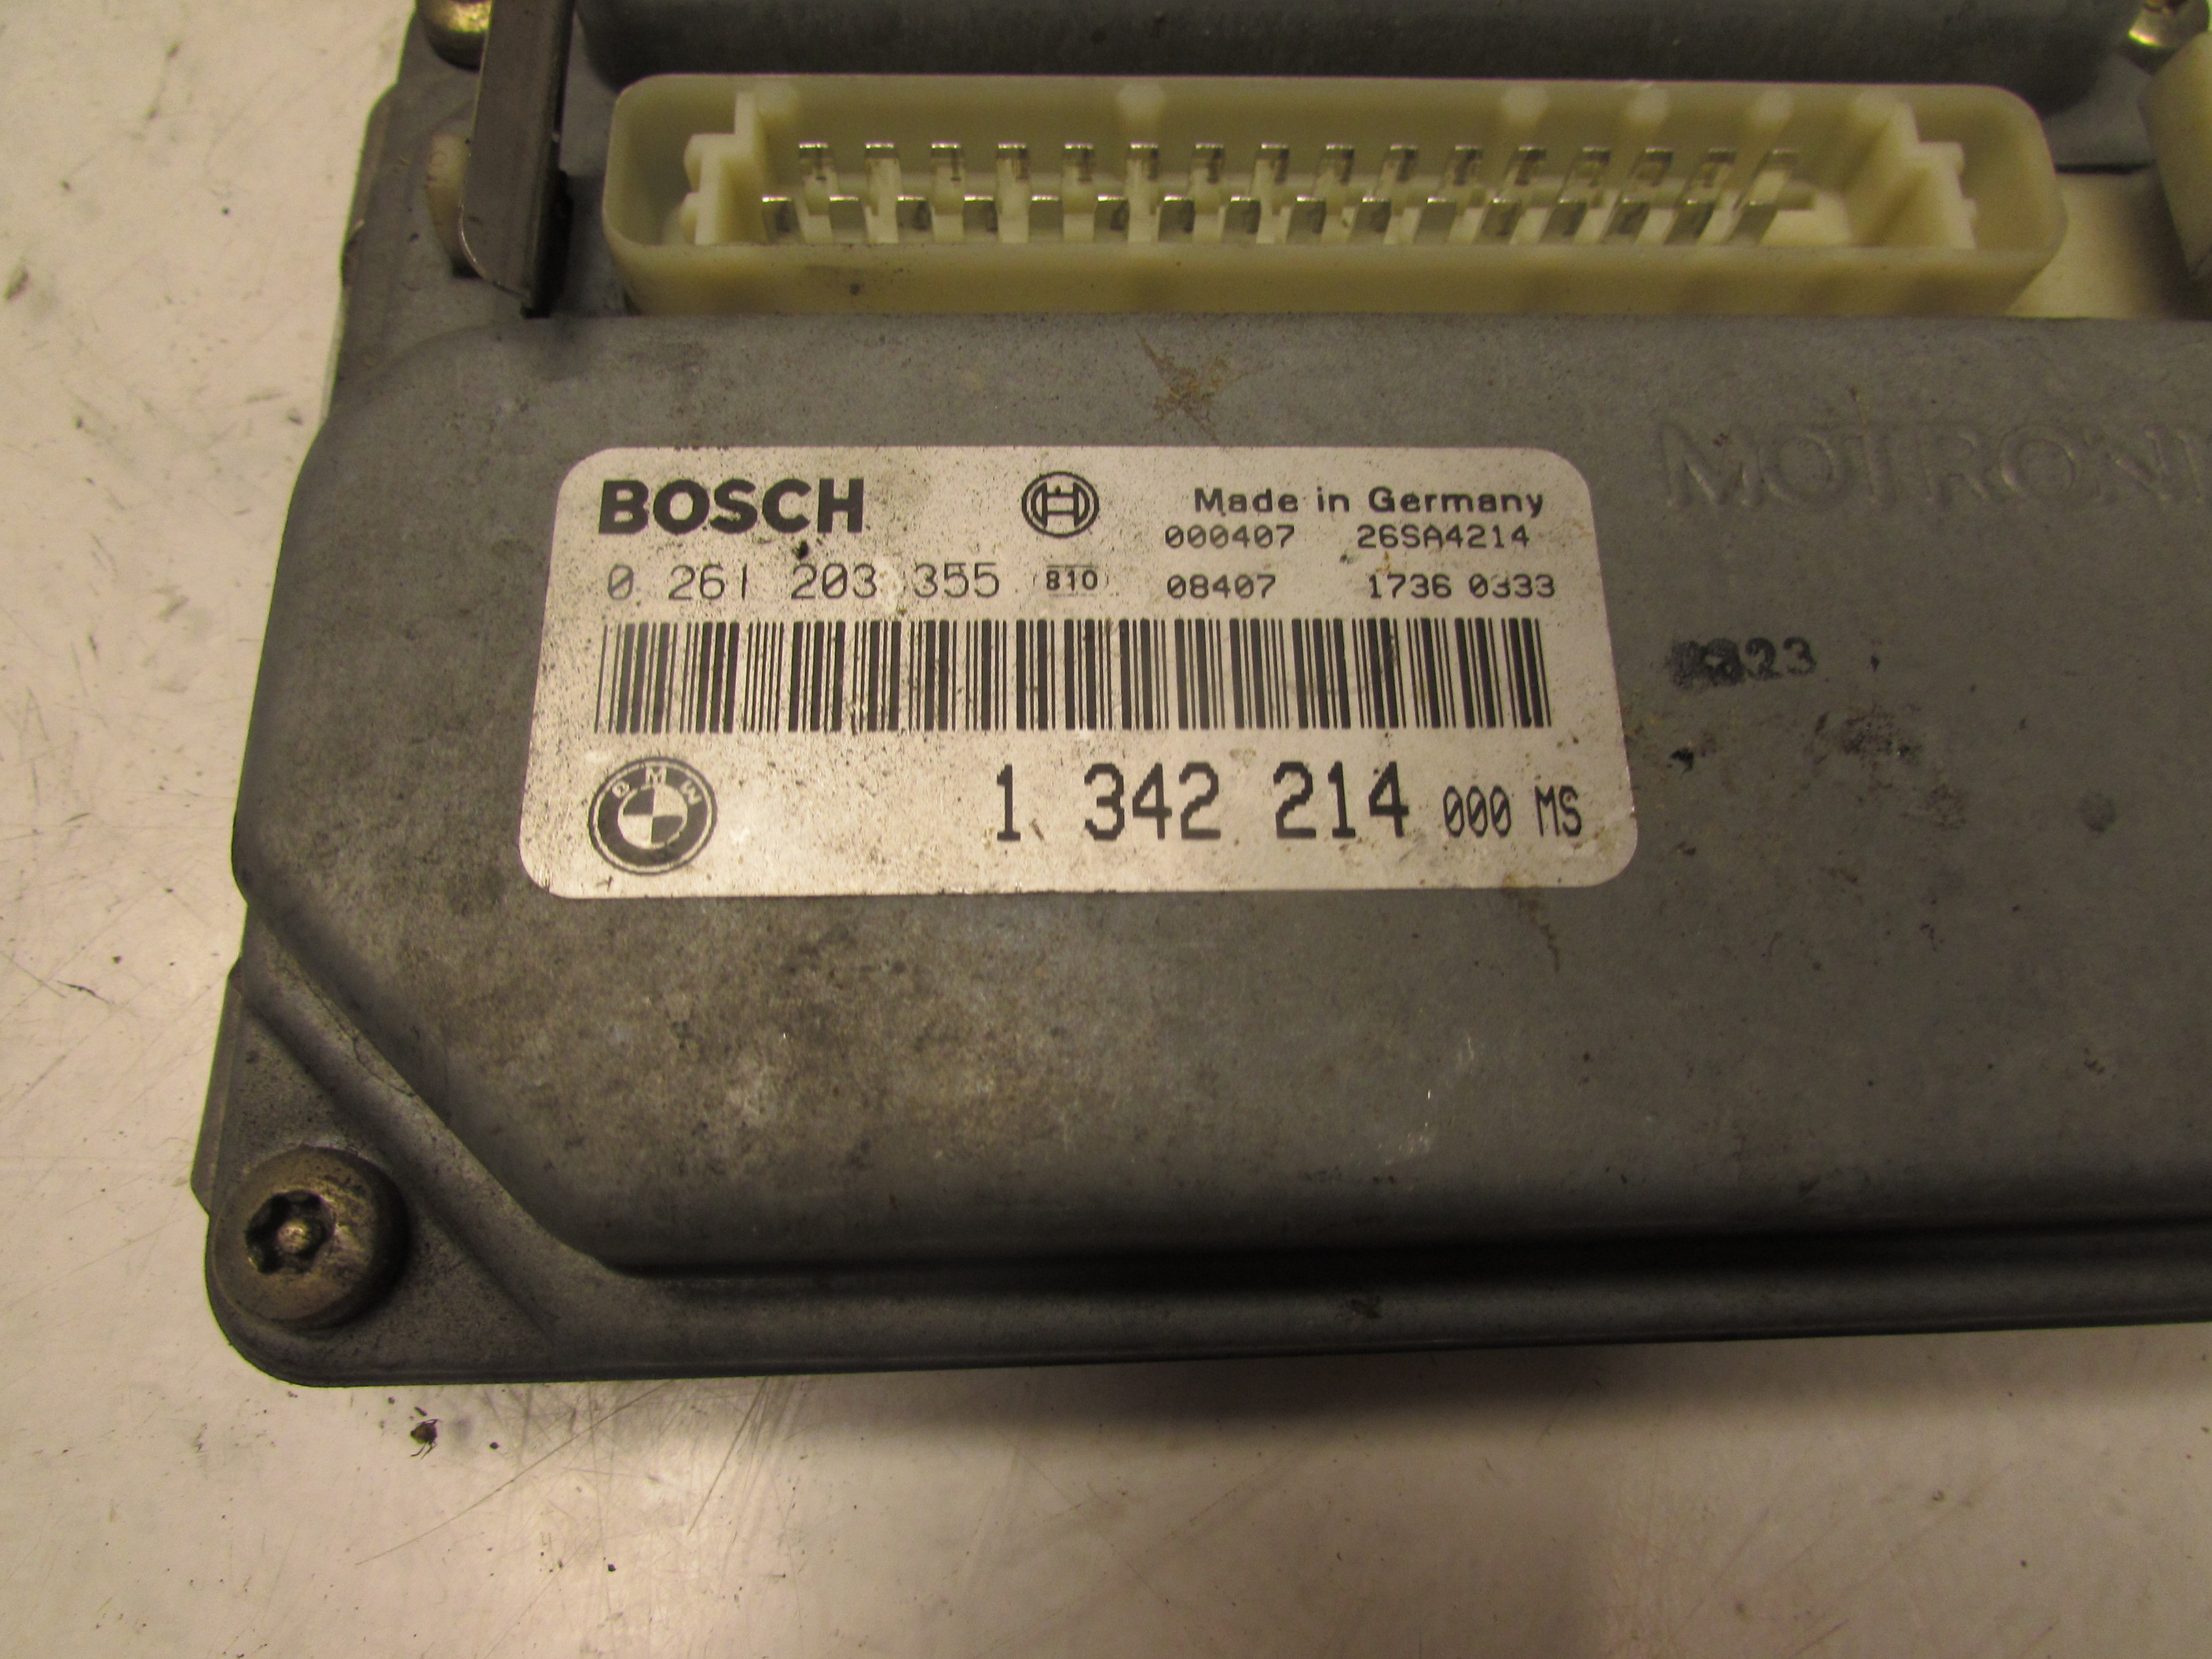 BOSCH Made in Germany
000407 26SA4214
0 261 203 355 810 08407 1736 0333
BMW 1 342 214 000 MS